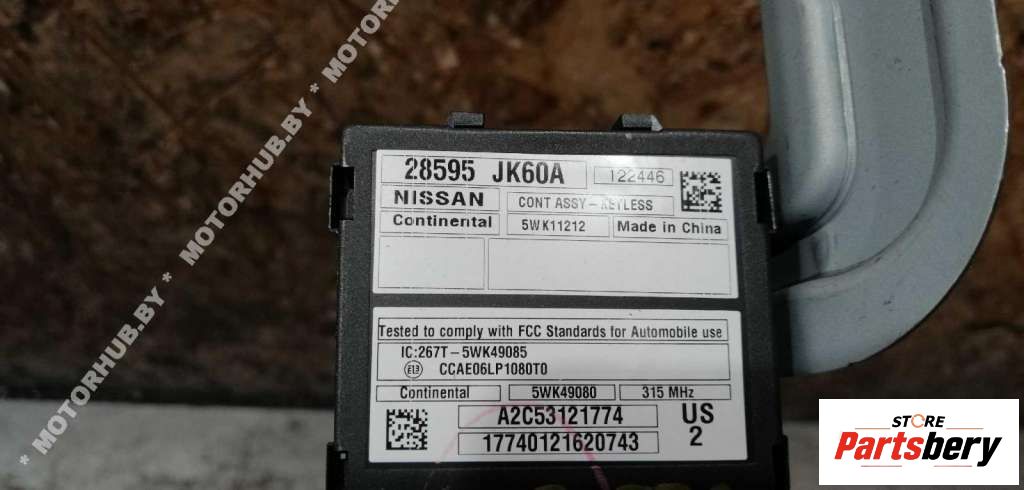 * MOTORHUB.BY * MOTORHUB.BY * MOTORHUB.BY
28595 JK60A 122446
NISSAN CONT ASSY-KEYLESS
Continental 5WK11212 Made in China
Tested to comply with FCC Standards for Automobile use
IC:267T-5WK49085
E13 CCAE06LP1080T0
Continental 5WK49080 315 MHz
A2C53121774 US
17740121620743 2
STORE
Partsbery